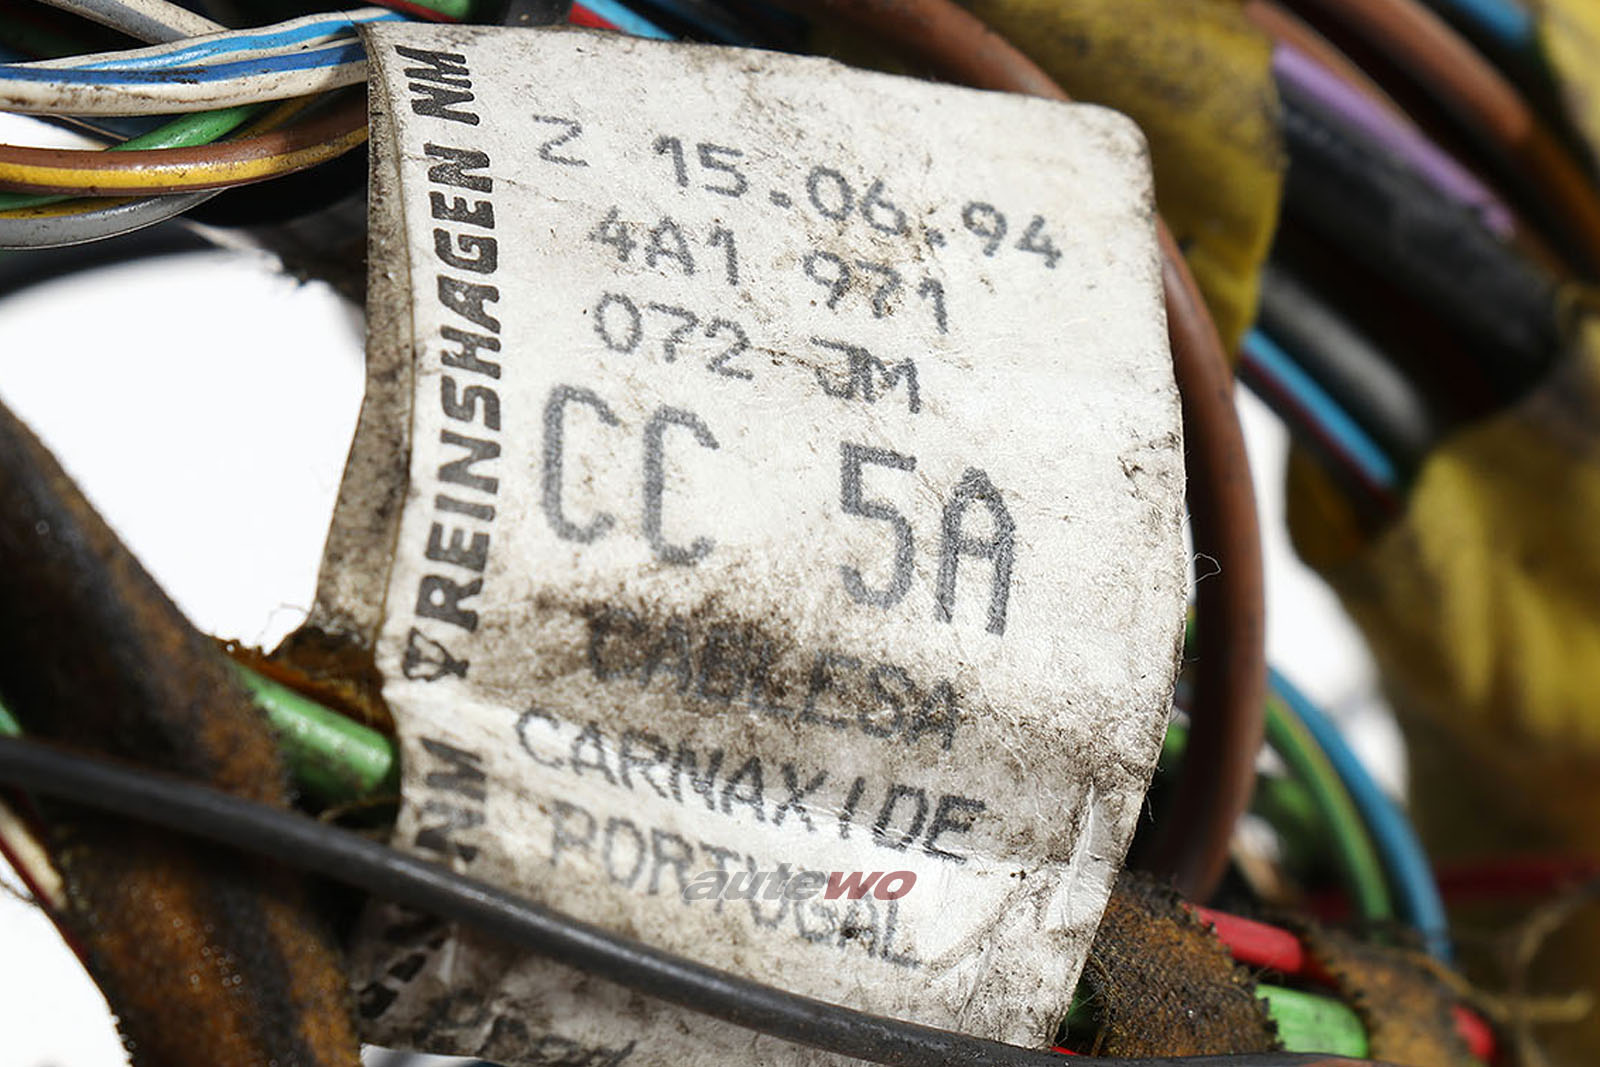 REINSHAGEN NM
NM
Z 15.06.94
4A1 971
072 JM
CC 5A
CABLESA
CARNAXIDE
PORTUGAL
autewo